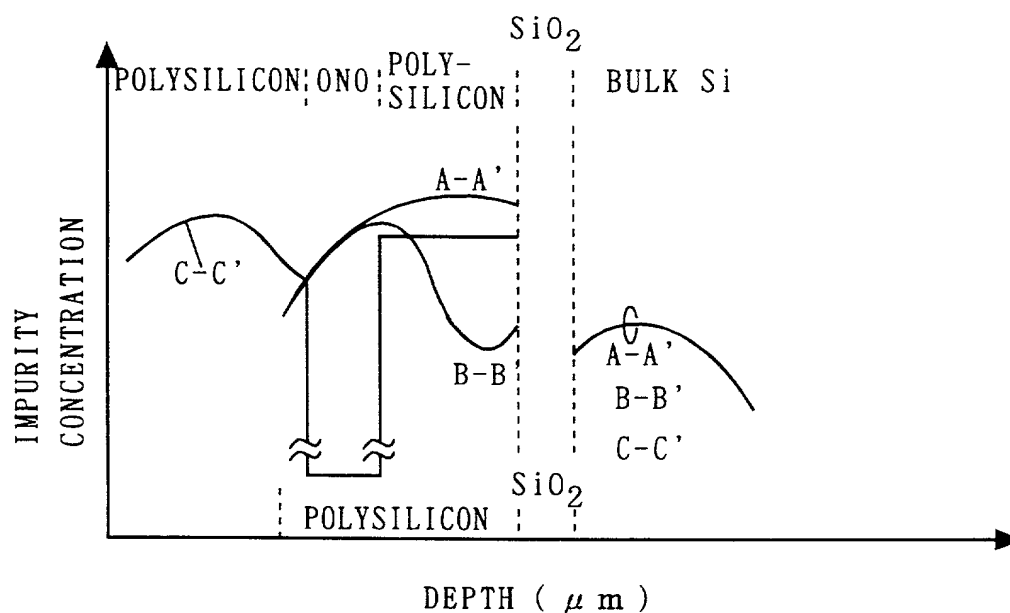 SiO2
POLYSILICON
ONO
POLY-
SILICON
BULK Si
A-A'
C-C'
B-B'
A-A'
B-B'
C-C'
IMPURITY
CONCENTRATION
SiO2
POLYSILICON
DEPTH ( μm )